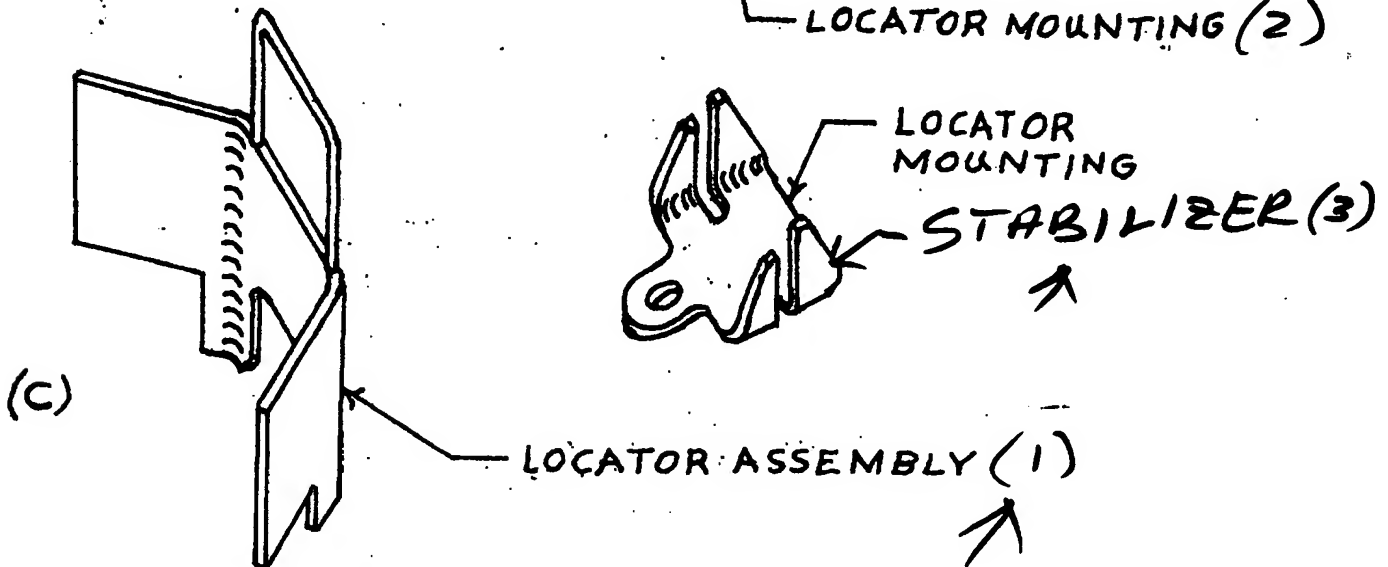 LOCATOR MOUNTING (2)
LOCATOR
MOUNTING
STABILIZER (3)
(C)
LOCATOR ASSEMBLY (1)